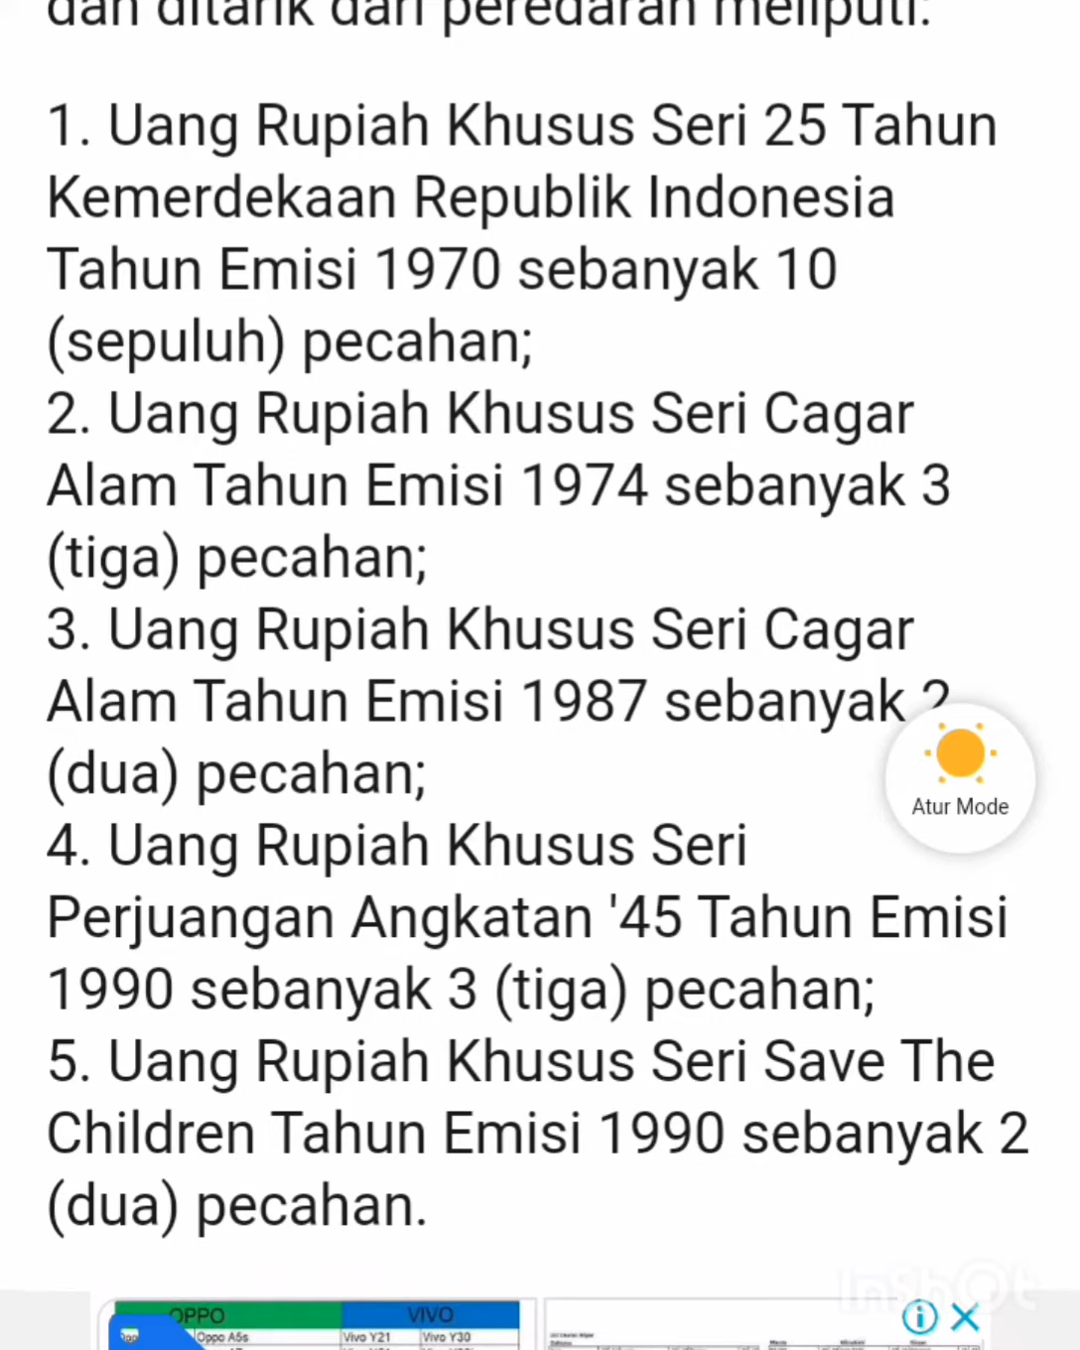 dan ditarik dari peredaran meliputi:
1. Uang Rupiah Khusus Seri 25 Tahun
Kemerdekaan Republik Indonesia
Tahun Emisi 1970 sebanyak 10
(sepuluh) pecahan;
2. Uang Rupiah Khusus Seri Cagar
Alam Tahun Emisi 1974 sebanyak 3
(tiga) pecahan;
3. Uang Rupiah Khusus Seri Cagar
Alam Tahun Emisi 1987 sebanyak 2
(dua) pecahan;
Atur Mode
4. Uang Rupiah Khusus Seri
Perjuangan Angkatan '45 Tahun Emisi
1990 sebanyak 3 (tiga) pecahan;
5. Uang Rupiah Khusus Seri Save The
Children Tahun Emisi 1990 sebanyak 2
(dua) pecahan.
InShOt
OPPO VIVO
Oppo A5s Vivo Y21 Vivo Y30